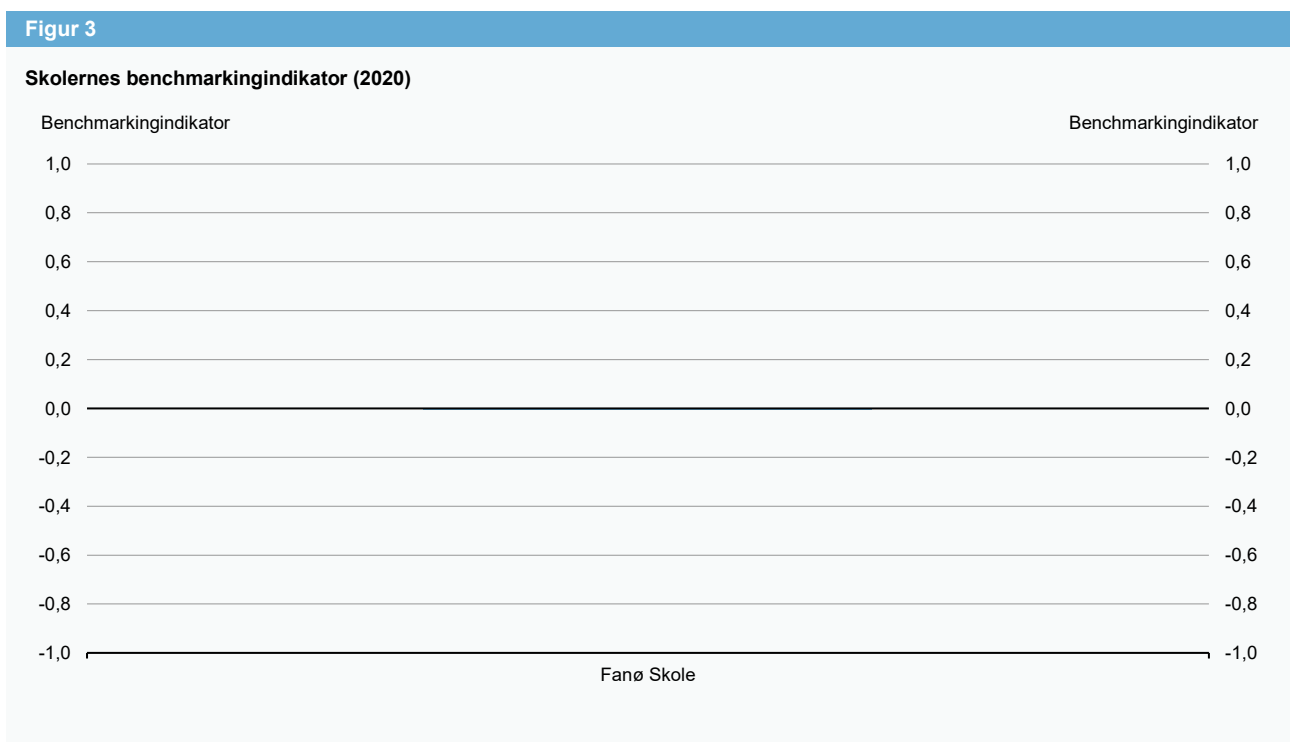 Figur 3
Skolernes benchmarkingindikator (2020)
Benchmarkingindikator Benchmarkingindikator
1,0 1,0
0,8 0,8
0,6 0,6
0,4 0,4
0,2 0,2
0,0 0,0
-0,2 -0,2
-0,4 -0,4
-0,6 -0,6
-0,8 -0,8
-1,0 -1,0
Fanø Skole